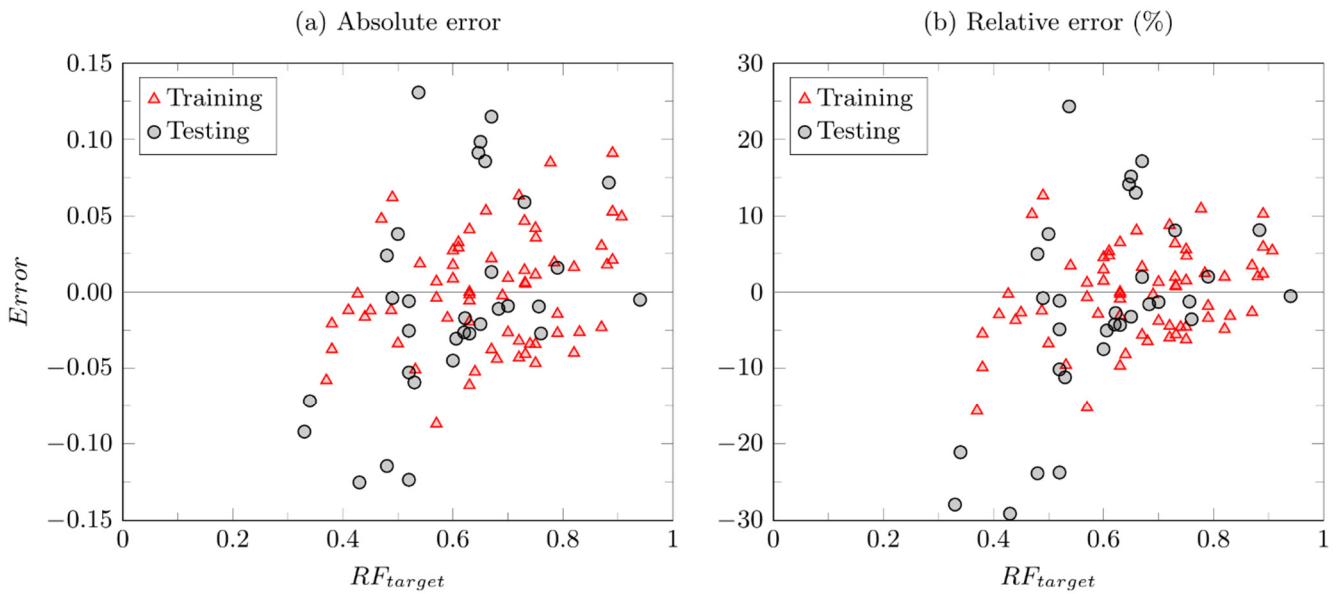 (a) Absolute error
(b) Relative error (%)
0.15
0.10
0.05
0.00
−0.05
−0.10
−0.15
Error
Training
Testing
0
0.2
0.4
0.6
0.8
1
RF_target
30
20
10
0
−10
−20
−30
Training
Testing
0
0.2
0.4
0.6
0.8
1
RF_target